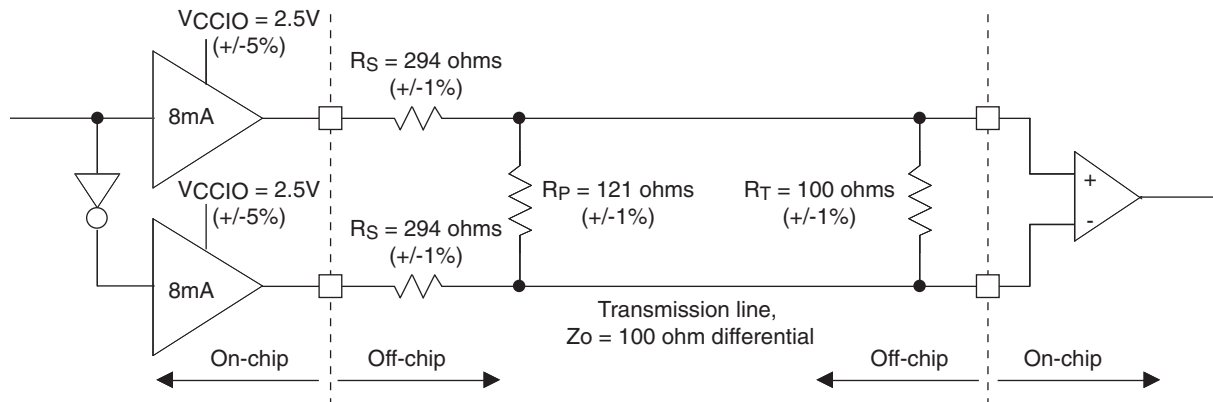 VCCIO = 2.5V
(+/-5%)
8mA
RS = 294 ohms
(+/-1%)
VCCIO = 2.5V
(+/-5%)
8mA
RS = 294 ohms
(+/-1%)
RP = 121 ohms
(+/-1%)
RT = 100 ohms
(+/-1%)
+
-
Transmission line,
Zo = 100 ohm differential
On-chip
Off-chip
Off-chip
On-chip